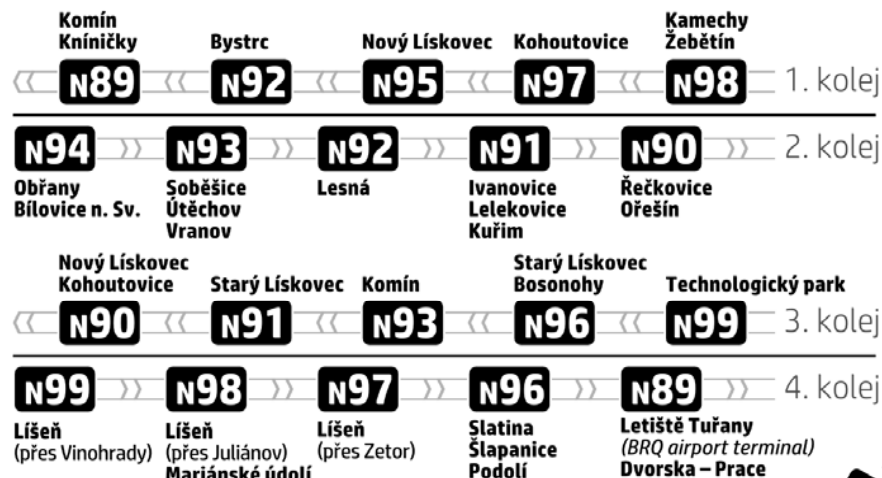 Komín Kamechy
Kníničky Bystrc Nový Lískovec Kohoutovice Žebětín
N89 N92 N95 N97 N98 1. kolej
N94 N93 N92 N91 N90 2. kolej
Obřany Soběšice Lesná Ivanovice Řečkovice
Bílovice n. Sv. Útěchov Lelekovice Ořešín
Vranov Kuřim
Nový Lískovec Starý Lískovec
Kohoutovice Starý Lískovec Komín Bosonohy Technologický park
N90 N91 N93 N96 N99 3. kolej
N99 N98 N97 N96 N89 4. kolej
Líšeň Líšeň Líšeň Slatina Letiště Tuřany
(přes Vinohrady) (přes Juliánov) (přes Zetor) Šlapanice (BRQ airport terminal)
Mariánské údolí Podolí Dvorska – Prace